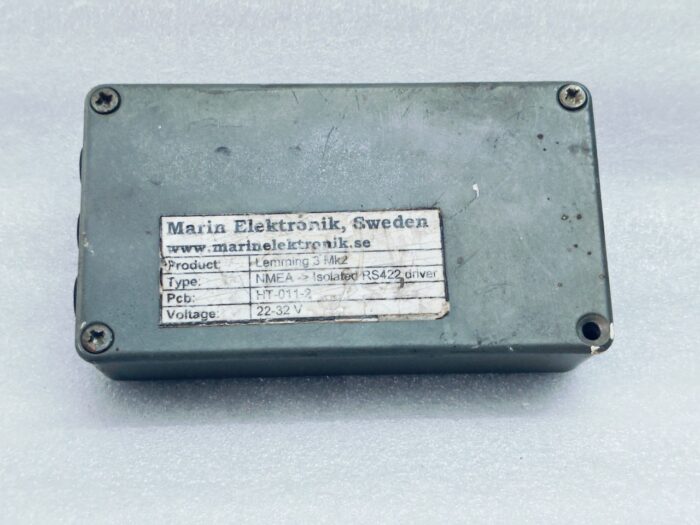 Marin Elektronik, Sweden
www.marinelektronik.se
Product: Lemming 3 Mk2
Type: NMEA -> Isolated RS422 driver
Pcb: HT-011-2
Voltage: 22-32 V